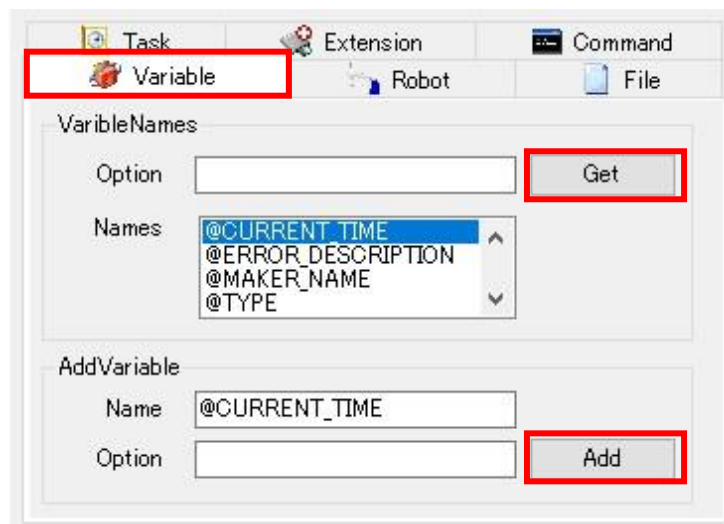 Task Extension Command
Variable Robot File
VaribleNames
Option Get
Names @CURRENT_TIME
@ERROR_DESCRIPTION
@MAKER_NAME
@TYPE
AddVariable
Name @CURRENT_TIME
Option Add